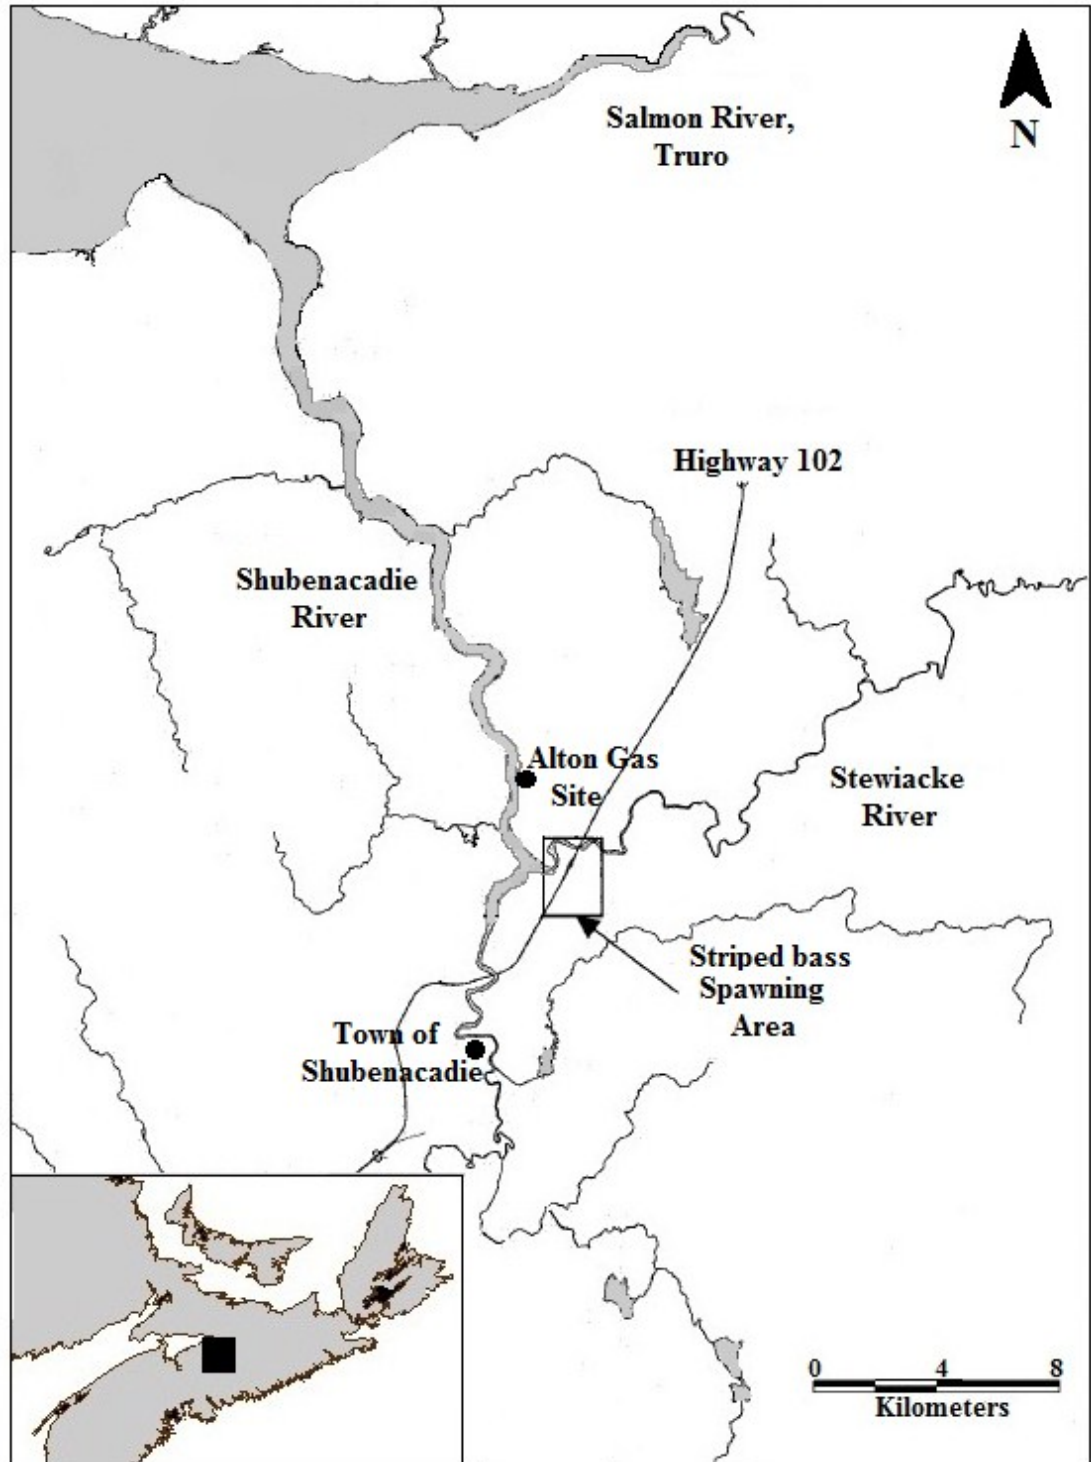 Salmon River,
Truro
N
Highway 102
Shubenacadie
River
Alton Gas
Site
Stewiacke
River
Striped bass
Spawning
Area
Town of
Shubenacadie
0 4 8
Kilometers